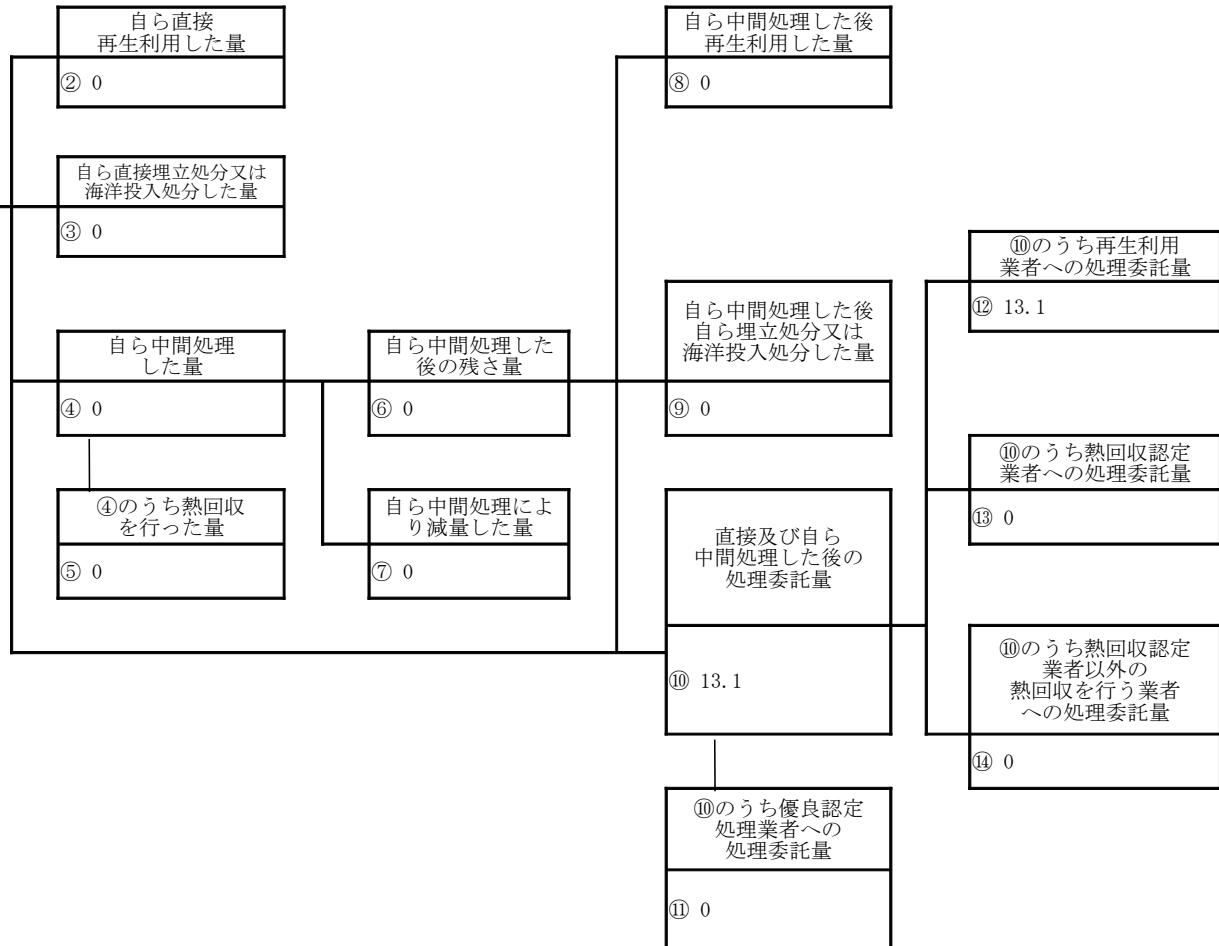 自ら直接
再生利用した量
② 0
自ら中間処理した後
再生利用した量
⑧ 0
自ら直接埋立処分又は
海洋投入処分した量
③ 0
⑩のうち再生利用
業者への処理委託量
⑫ 13.1
自ら中間処理
した量
④ 0
自ら中間処理した
後の残さ量
⑥ 0
自ら中間処理した後
自ら埋立処分又は
海洋投入処分した量
⑨ 0
⑩のうち熱回収認定
業者への処理委託量
⑬ 0
④のうち熱回収
を行った量
⑤ 0
自ら中間処理によ
り減量した量
⑦ 0
直接及び自ら
中間処理した後の
処理委託量
⑩ 13.1
⑩のうち熱回収認定
業者以外の
熱回収を行う業者
への処理委託量
⑭ 0
⑩のうち優良認定
処理業者への
処理委託量
⑪ 0